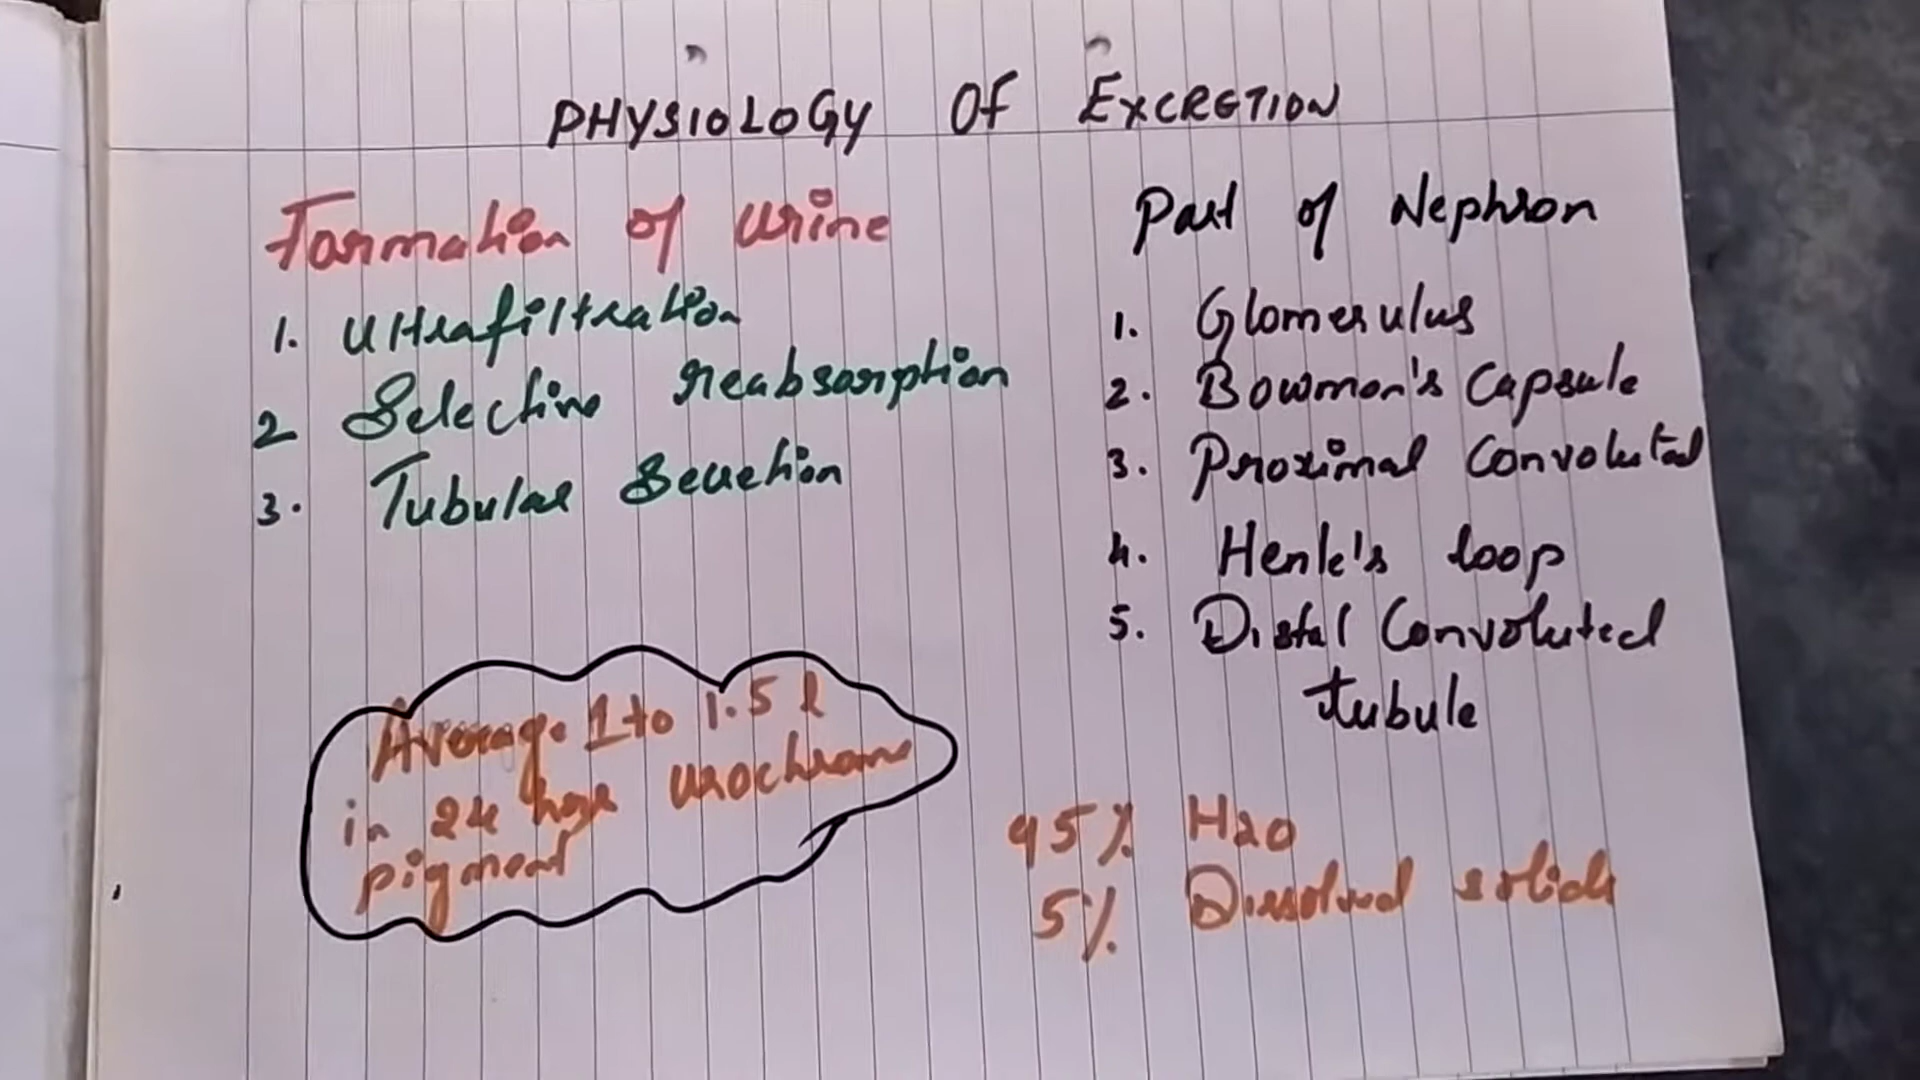 PHYSIOLOGY Of EXCRETION
Formation of urine
1. Ultrafiltration
2 Selective reabsorption
3. Tubular Secretion
Part of Nephron
1. Glomerulus
2. Bowmon's Capsule
3. Proximal Convoluted
4. Henle's loop
5. Distal Convoluted
tubule
Average 1 to 1.5 l
in 24 hrs urochrome
pigment
95% H2O
5% Dissolved solids